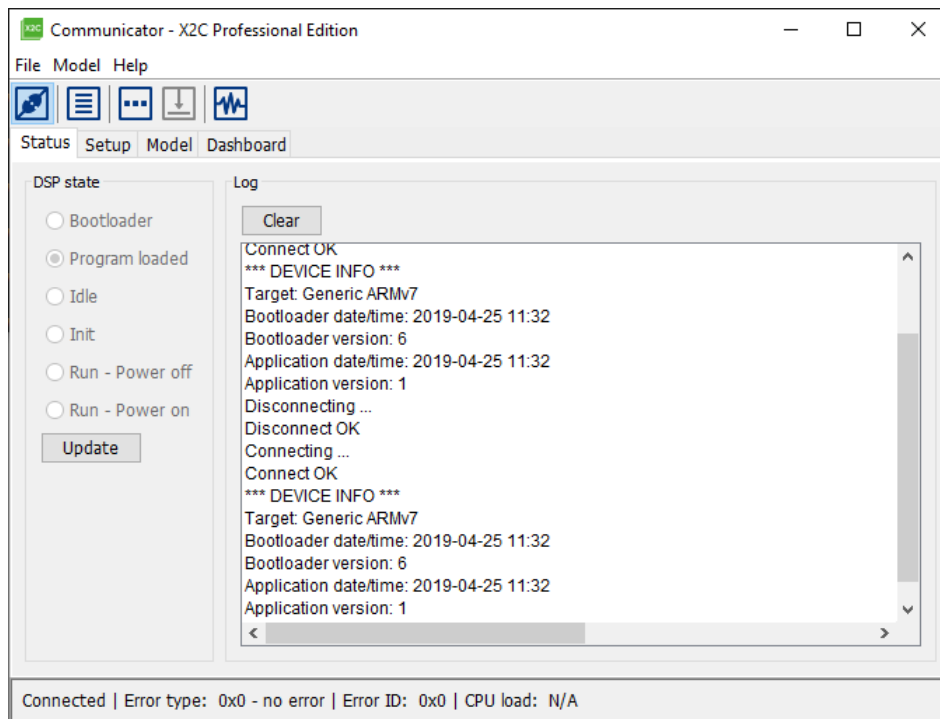 X2C Communicator - X2C Professional Edition
File Model Help
Status Setup Model Dashboard
DSP state
Bootloader
Program loaded
Idle
Init
Run - Power off
Run - Power on
Update
Log
Clear
Connect OK
*** DEVICE INFO ***
Target: Generic ARMv7
Bootloader date/time: 2019-04-25 11:32
Bootloader version: 6
Application date/time: 2019-04-25 11:32
Application version: 1
Disconnecting ...
Disconnect OK
Connecting ...
Connect OK
*** DEVICE INFO ***
Target: Generic ARMv7
Bootloader date/time: 2019-04-25 11:32
Bootloader version: 6
Application date/time: 2019-04-25 11:32
Application version: 1
Connected | Error type: 0x0 - no error | Error ID: 0x0 | CPU load: N/A